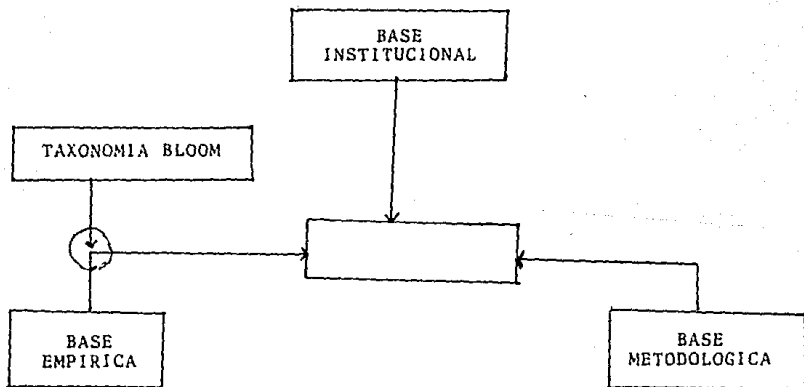 BASE
INSTITUCIONAL
TAXONOMIA BLOOM
BASE
EMPIRICA
BASE
METODOLOGICA